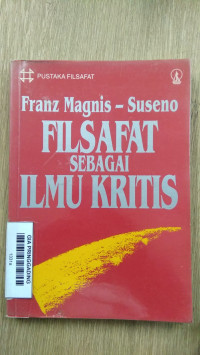 PUSTAKA FILSAFAT
Franz Magnis – Suseno
FILSAFAT
SEBAGAI
ILMU KRITIS